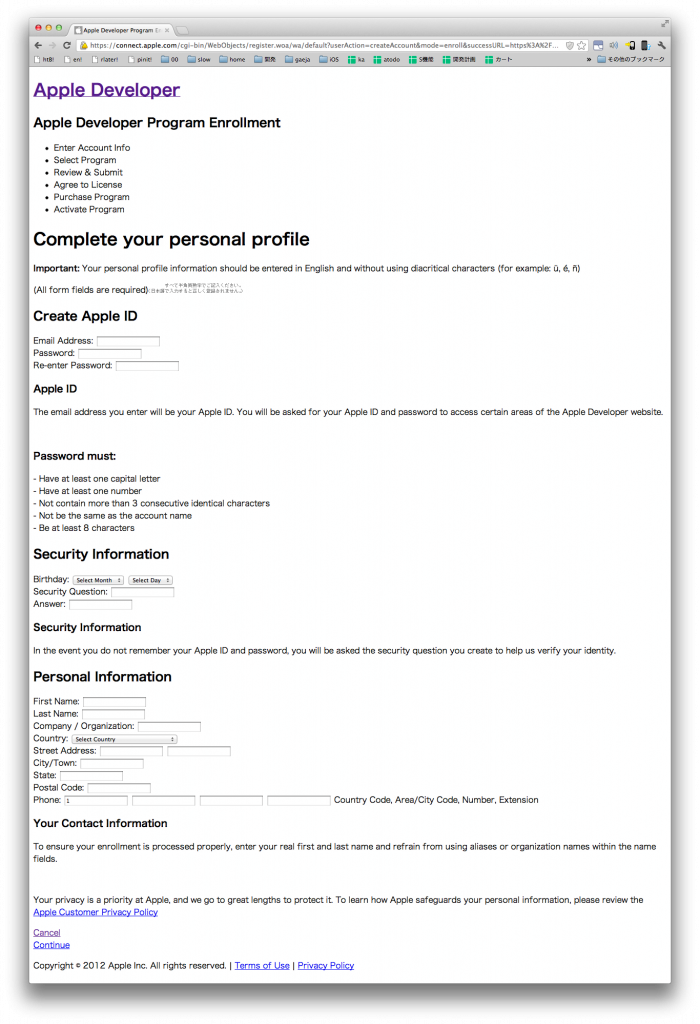 Apple Developer Program En
https://connect.apple.com/cgi-bin/WebObjects/register.woa/wa/default?userAction=createAccount&mode=enroll&successURL=https%3A%2F...
htB! en! rlater! pinit! 00 slow home 開発 gaeja iOS ka atodo S機能 開発計画 カート » その他のブックマーク
Apple Developer
Apple Developer Program Enrollment
• Enter Account Info
• Select Program
• Review & Submit
• Agree to License
• Purchase Program
• Activate Program
Complete your personal profile
Important: Your personal profile information should be entered in English and without using diacritical characters (for example: ü, é, ñ)
(All form fields are required)
すべて半角英数字でご記入ください。
日本語で入力すると正しく登録されません
Create Apple ID
Email Address:
Password:
Re-enter Password:
Apple ID
The email address you enter will be your Apple ID. You will be asked for your Apple ID and password to access certain areas of the Apple Developer website.
Password must:
- Have at least one capital letter
- Have at least one number
- Not contain more than 3 consecutive identical characters
- Not be the same as the account name
- Be at least 8 characters
Security Information
Birthday: Select Month Select Day
Security Question:
Answer:
Security Information
In the event you do not remember your Apple ID and password, you will be asked the security question you create to help us verify your identity.
Personal Information
First Name:
Last Name:
Company / Organization:
Country: Select Country
Street Address:
City/Town:
State:
Postal Code:
Phone: 1 Country Code, Area/City Code, Number, Extension
Your Contact Information
To ensure your enrollment is processed properly, enter your real first and last name and refrain from using aliases or organization names within the name
fields.
Your privacy is a priority at Apple, and we go to great lengths to protect it. To learn how Apple safeguards your personal information, please review the
Apple Customer Privacy Policy
Cancel
Continue
Copyright © 2012 Apple Inc. All rights reserved. | Terms of Use | Privacy Policy